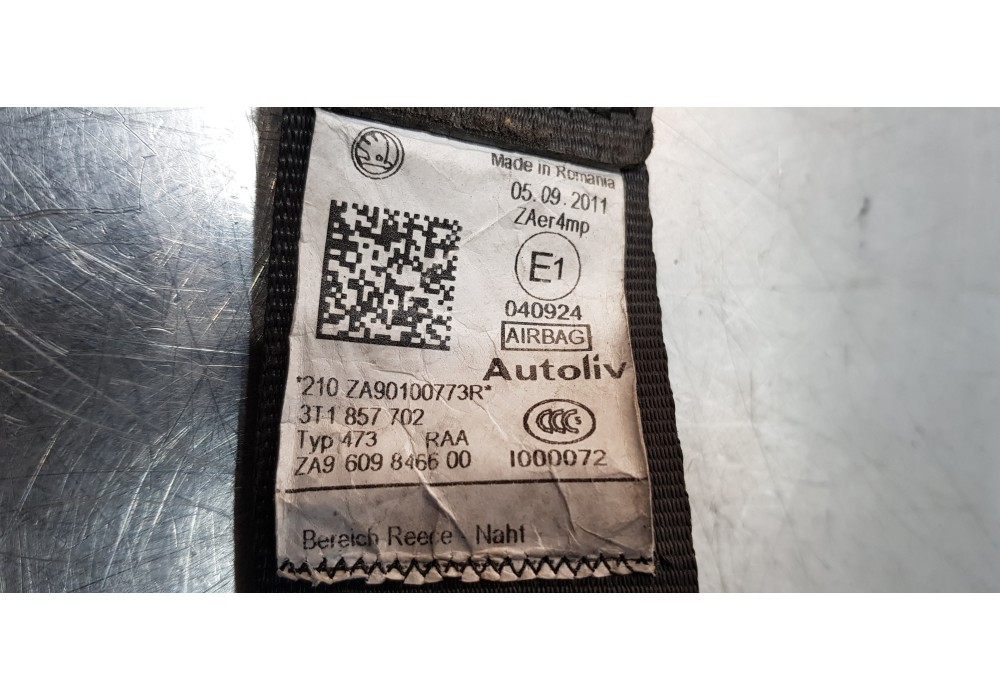 Made in Romania
05.09.2011
ZAer4mp
E1
040924
AIRBAG
Autoliv
*210 ZA90100773R*
3T1 857 702
Typ 473 RAA
ZA9 609 8466 00
CCC S
I000072
Bereich Reece - Naht